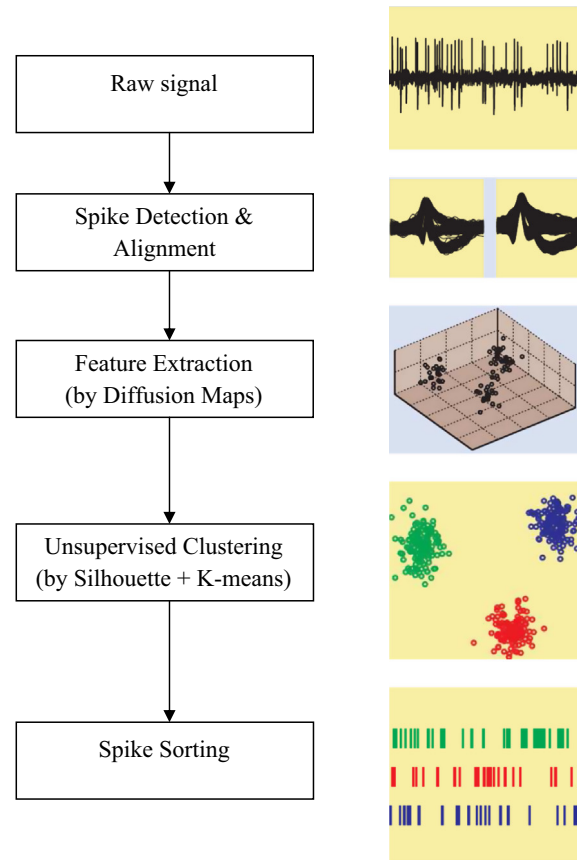 Raw signal
Spike Detection &
Alignment
Feature Extraction
(by Diffusion Maps)
Unsupervised Clustering
(by Silhouette + K-means)
Spike Sorting